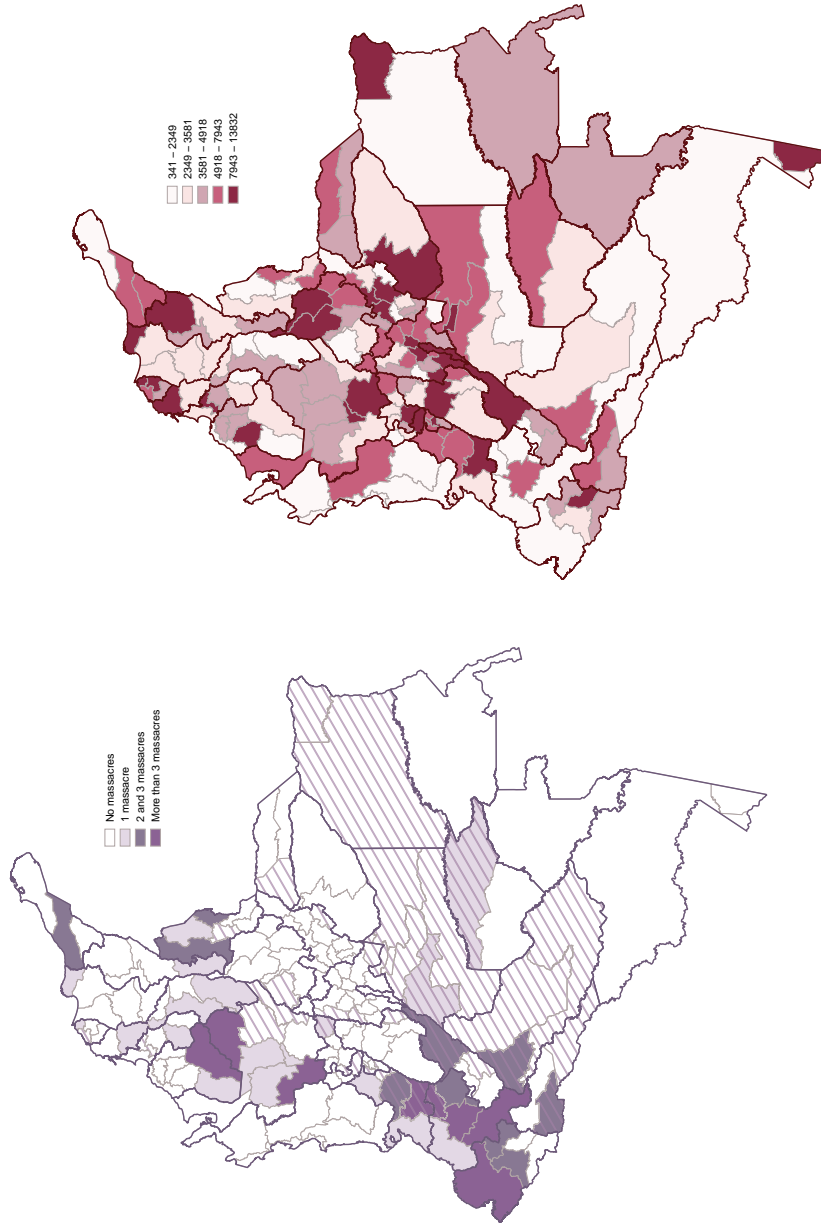 341 – 2349
2349 – 3581
3581 – 4918
4918 – 7943
7943 – 13832
No massacres
1 massacre
2 and 3 massacres
More than 3 massacres